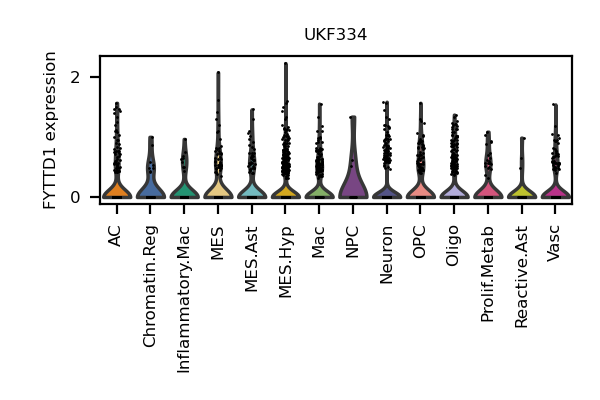 UKF334
FYTTD1 expression
2
0
AC
Chromatin.Reg
Inflammatory.Mac
MES
MES.Ast
MES.Hyp
Mac
NPC
Neuron
OPC
Oligo
Prolif.Metab
Reactive.Ast
Vasc